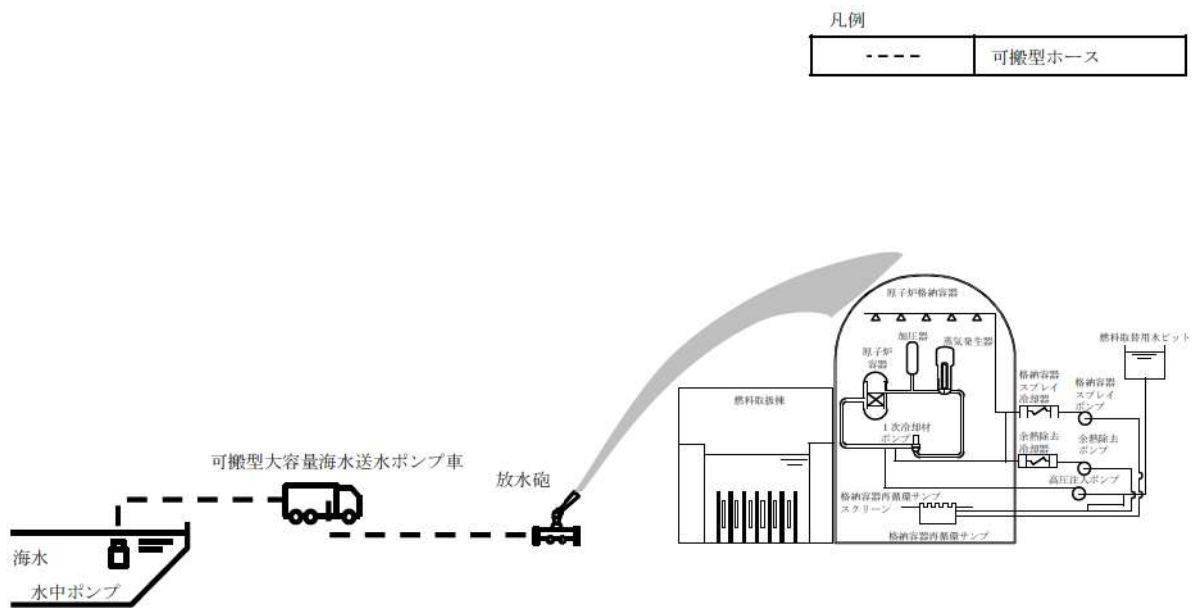 凡例
可搬型ホース
原子炉格納容器
加圧器
蒸気発生器
原子炉
容器
燃料取替用水ピット
格納容器
スプレイ
冷却器
格納容器
スプレイ
ポンプ
燃料取扱棟
1次冷却材
ポンプ
余熱除去
冷却器
余熱除去
ポンプ
高圧注入ポンプ
可搬型大容量海水送水ポンプ車
放水砲
格納容器再循環サンプ
スクリーン
格納容器再循環サンプ
海水
水中ポンプ